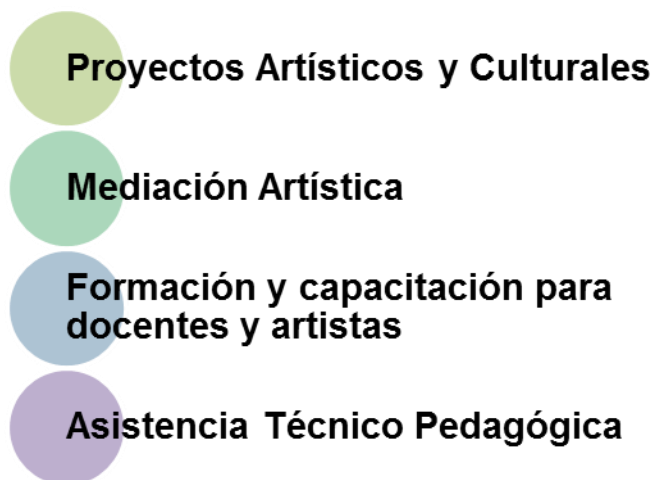 Proyectos Artísticos y Culturales
Mediación Artística
Formación y capacitación para
docentes y artistas
Asistencia Técnico Pedagógica